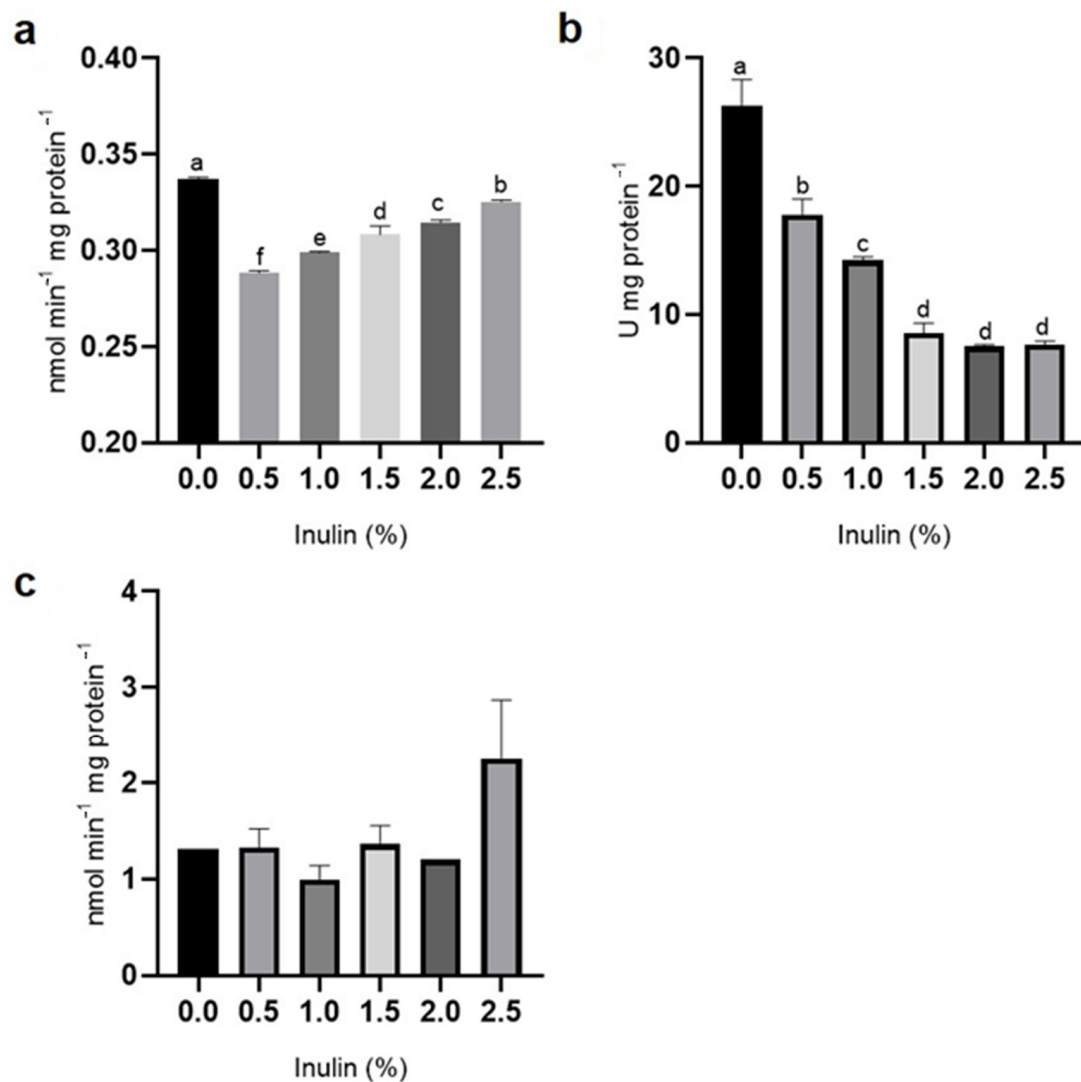 a
nmol min⁻¹ mg protein⁻¹
0.40
0.35
0.30
0.25
0.20
a
f
e
d
c
b
0.0 0.5 1.0 1.5 2.0 2.5
Inulin (%)
b
U mg protein⁻¹
30
20
10
0
a
b
c
d
d
d
0.0 0.5 1.0 1.5 2.0 2.5
Inulin (%)
c
nmol min⁻¹ mg protein⁻¹
4
3
2
1
0
0.0 0.5 1.0 1.5 2.0 2.5
Inulin (%)